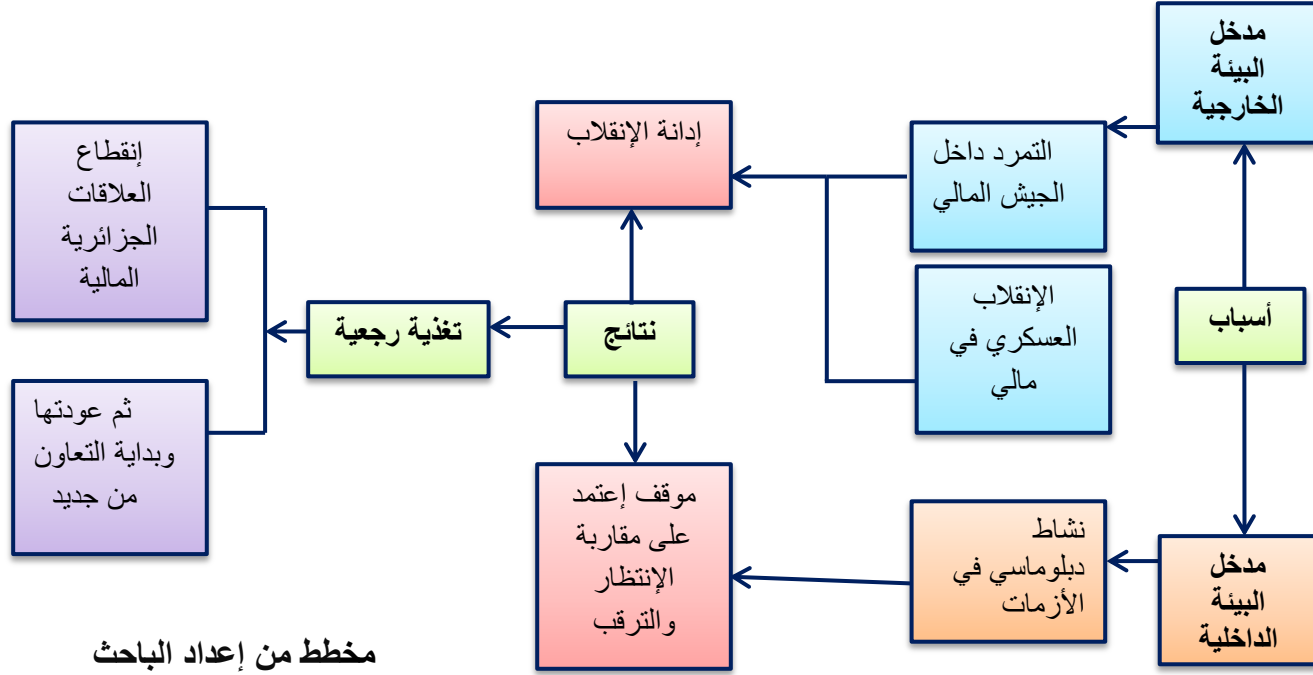 مدخل
البيئة
الخارجية
التمرد داخل
الجيش المالي
إدانة الإنقلاب
إنقطاع
العلاقات
الجزائرية
المالية
الإنقلاب
العسكري في
مالي
أسباب
نتائج
تغذية رجعية
ثم عودتها
وبداية التعاون
من جديد
موقف إعتمد
على مقاربة
الإنتظار
والترقب
نشاط
دبلوماسي في
الأزمات
مدخل
البيئة
الداخلية
مخطط من إعداد الباحث